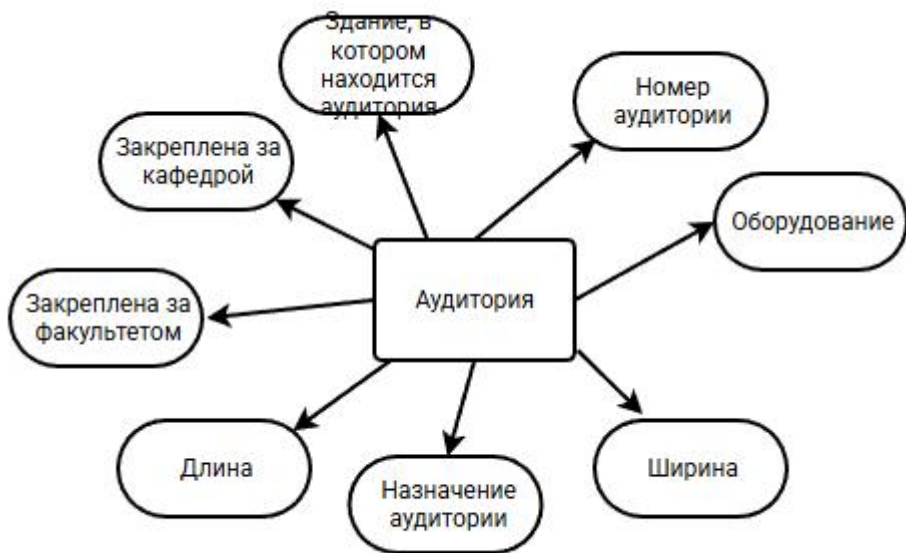 Здание, в
котором
находится
аудитория
Номер
аудитории
Закреплена за
кафедрой
Оборудование
Аудитория
Закреплена за
факультетом
Длина
Назначение
аудитории
Ширина